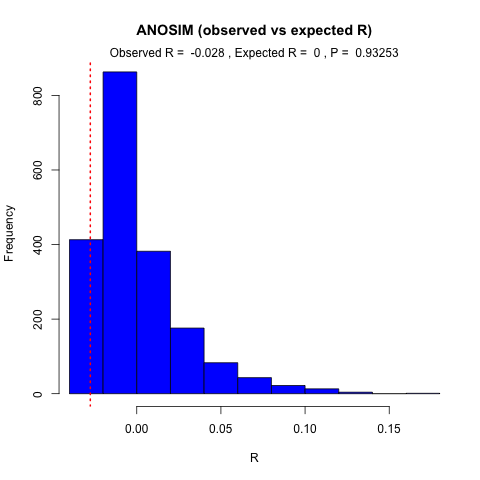 ANOSIM (observed vs expected R)
Observed R = -0.028 , Expected R = 0 , P = 0.93253
Frequency
800
600
400
200
0
0.00 0.05 0.10 0.15
R